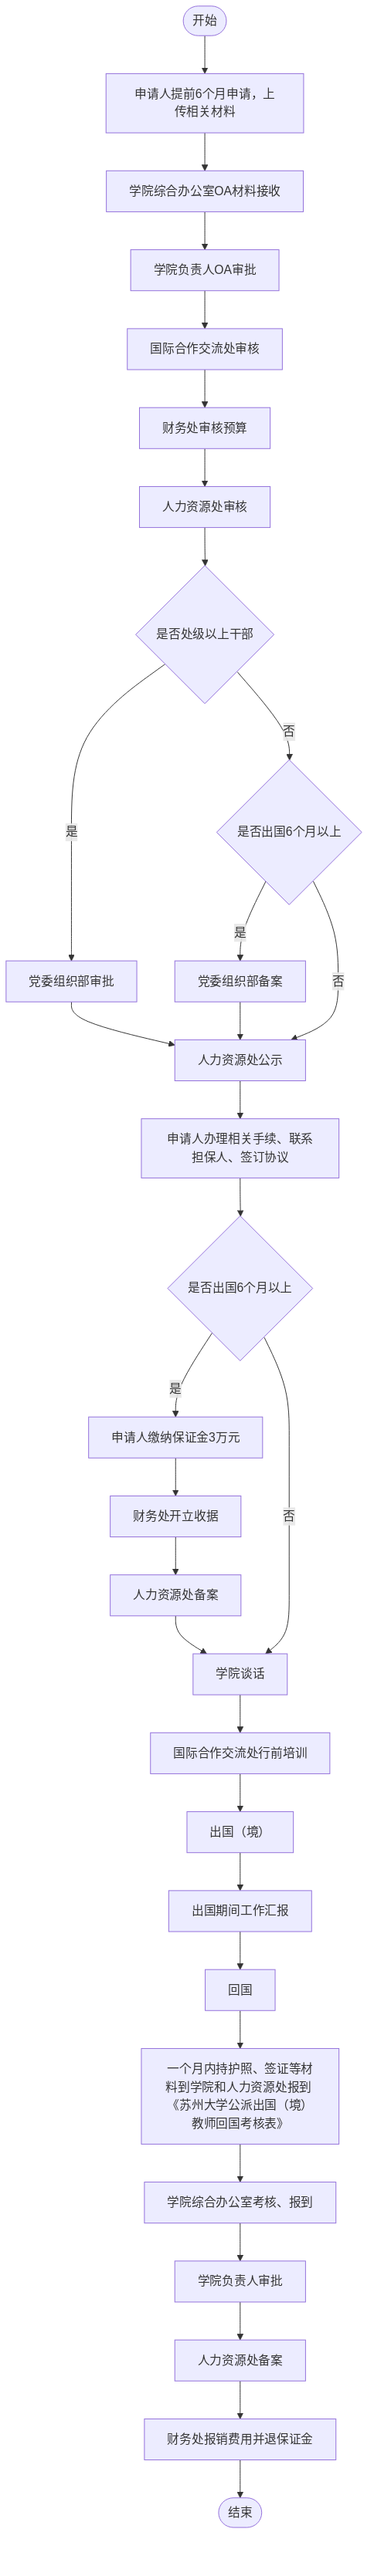 开始
申请人提前6个月申请，上
传相关材料
学院综合办公室OA材料接收
学院负责人OA审批
国际合作交流处审核
财务处审核预算
人力资源处审核
是否处级以上干部
否
是
是否出国6个月以上
是
否
党委组织部审批
党委组织部备案
人力资源处公示
申请人办理相关手续、联系
担保人、签订协议
是否出国6个月以上
是
申请人缴纳保证金3万元
否
财务处开立收据
人力资源处备案
学院谈话
国际合作交流处行前培训
出国（境）
出国期间工作汇报
回国
一个月内持护照、签证等材
料到学院和人力资源处报到
《苏州大学公派出国（境）
教师回国考核表》
学院综合办公室考核、报到
学院负责人审批
人力资源处备案
财务处报销费用并退保证金
结束